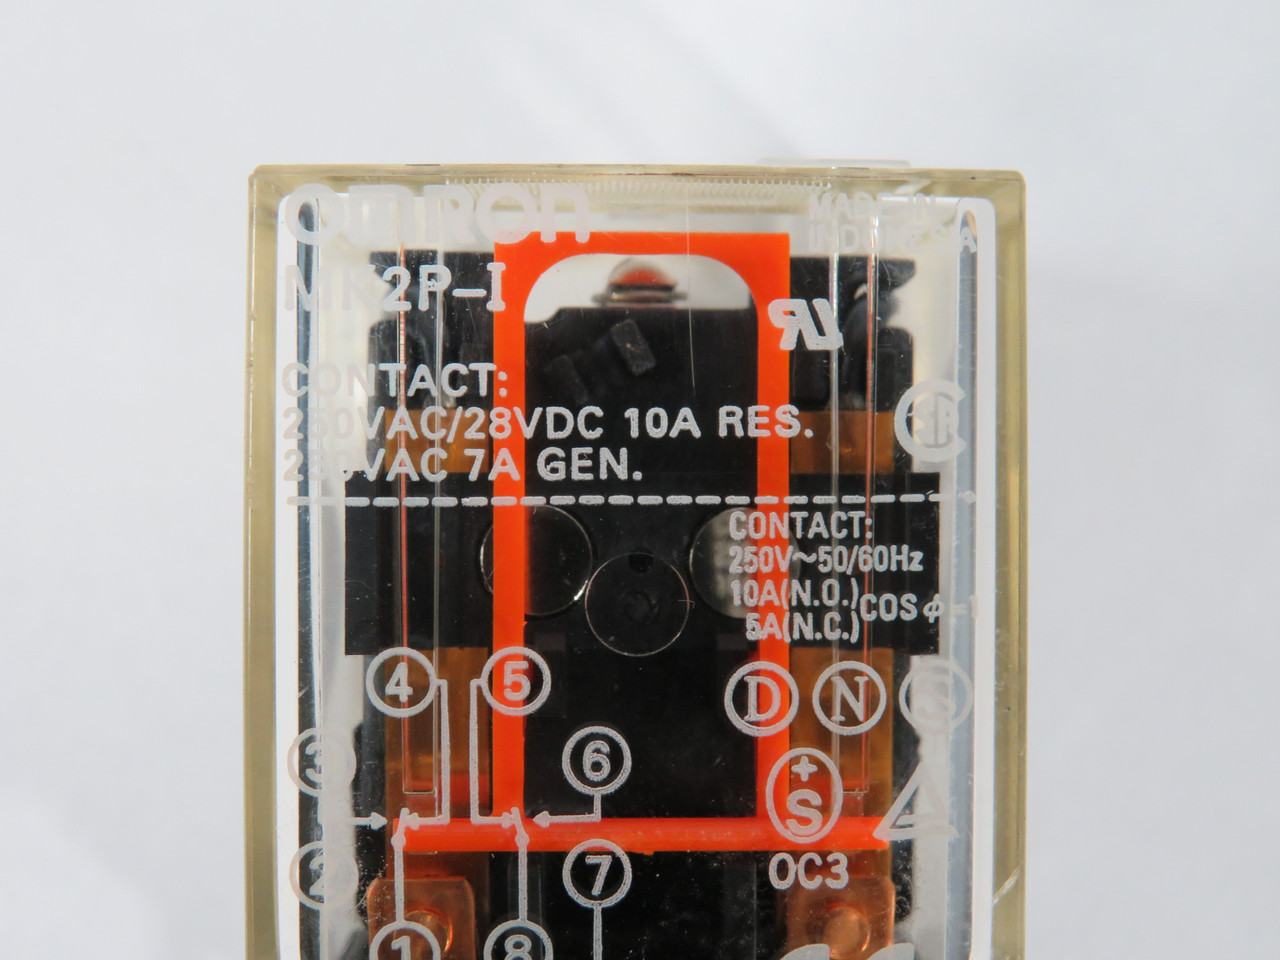 OMRON
MADE IN
INDONESIA
MK2P-I
CONTACT:
250VAC/28VDC 10A RES.
250VAC 7A GEN.
CONTACT:
250V~50/60Hz
10A(N.O.)
5A(N.C.)
COS φ=1
4
5
D
N
S
3
6
+
S
2
7
OC3
1
8